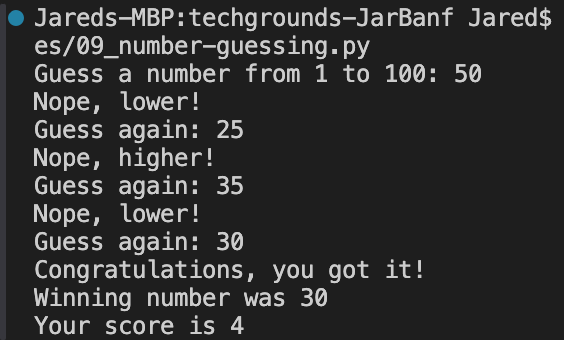 Jareds-MBP:techgrounds-JarBanf Jared$
es/09_number-guessing.py
Guess a number from 1 to 100: 50
Nope, lower!
Guess again: 25
Nope, higher!
Guess again: 35
Nope, lower!
Guess again: 30
Congratulations, you got it!
Winning number was 30
Your score is 4